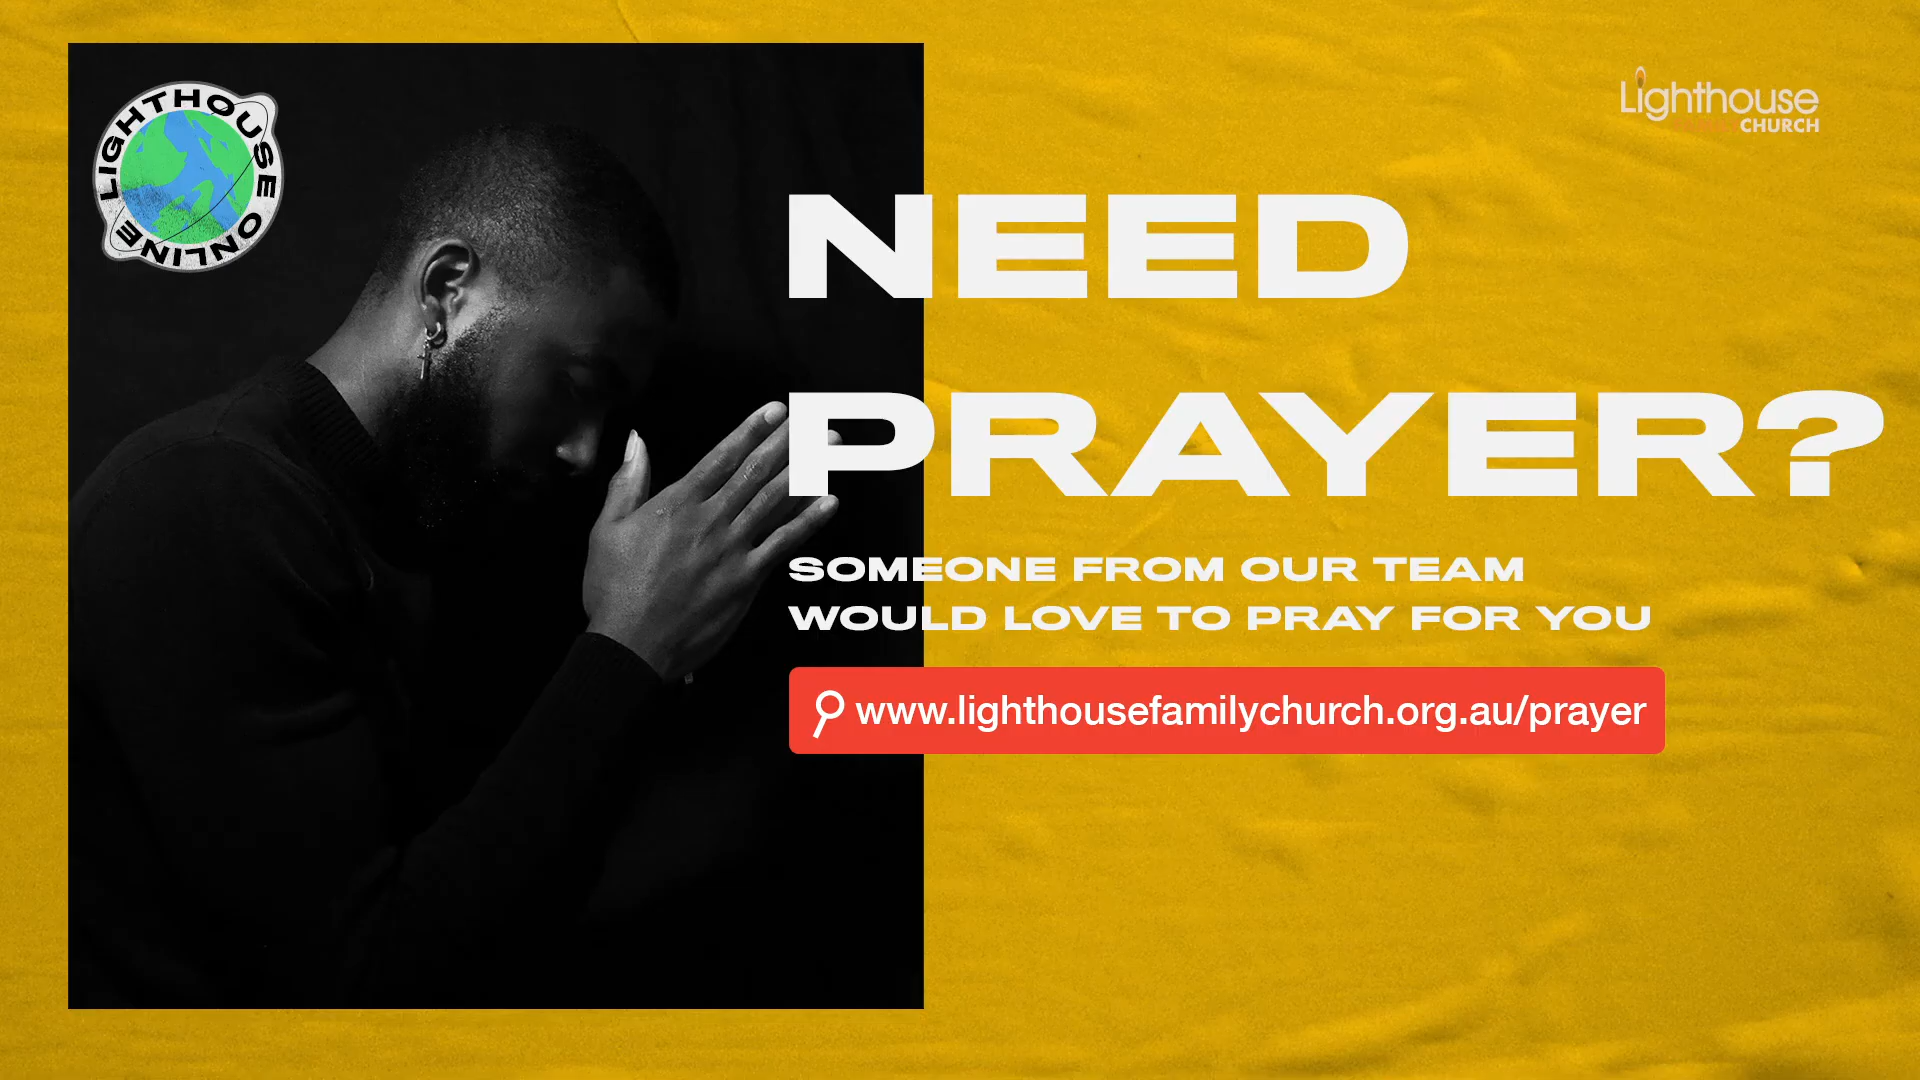 LIGHTHOUSE ONLINE
Lighthouse
FAMILY CHURCH
NEED
PRAYER?
SOMEONE FROM OUR TEAM
WOULD LOVE TO PRAY FOR YOU
www.lighthousefamilychurch.org.au/prayer